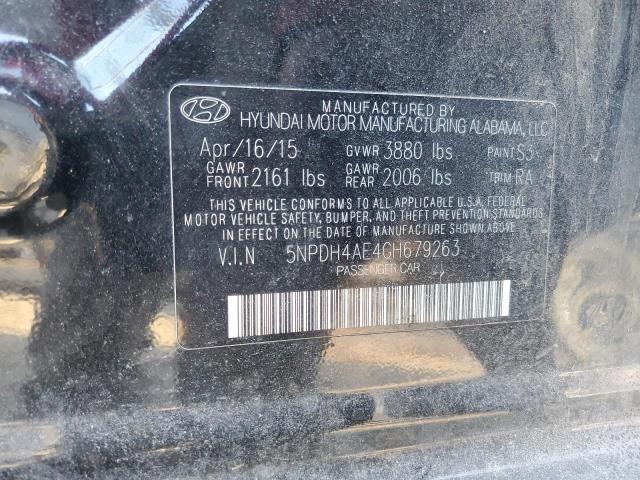 MANUFACTURED BY
HYUNDAI MOTOR MANUFACTURING ALABAMA, LLC
Apr/16/15 GVWR 3880 lbs PAINT S3
GAWR FRONT 2161 lbs GAWR REAR 2006 lbs TRIM RA
THIS VEHICLE CONFORMS TO ALL APPLICABLE U.S.A. FEDERAL
MOTOR VEHICLE SAFETY, BUMPER, AND THEFT PREVENTION STANDARDS
IN EFFECT ON THE DATE OF MANUFACTURE SHOWN ABOVE.
V.I.N 5NPDH4AE4GH679263
PASSENGER CAR